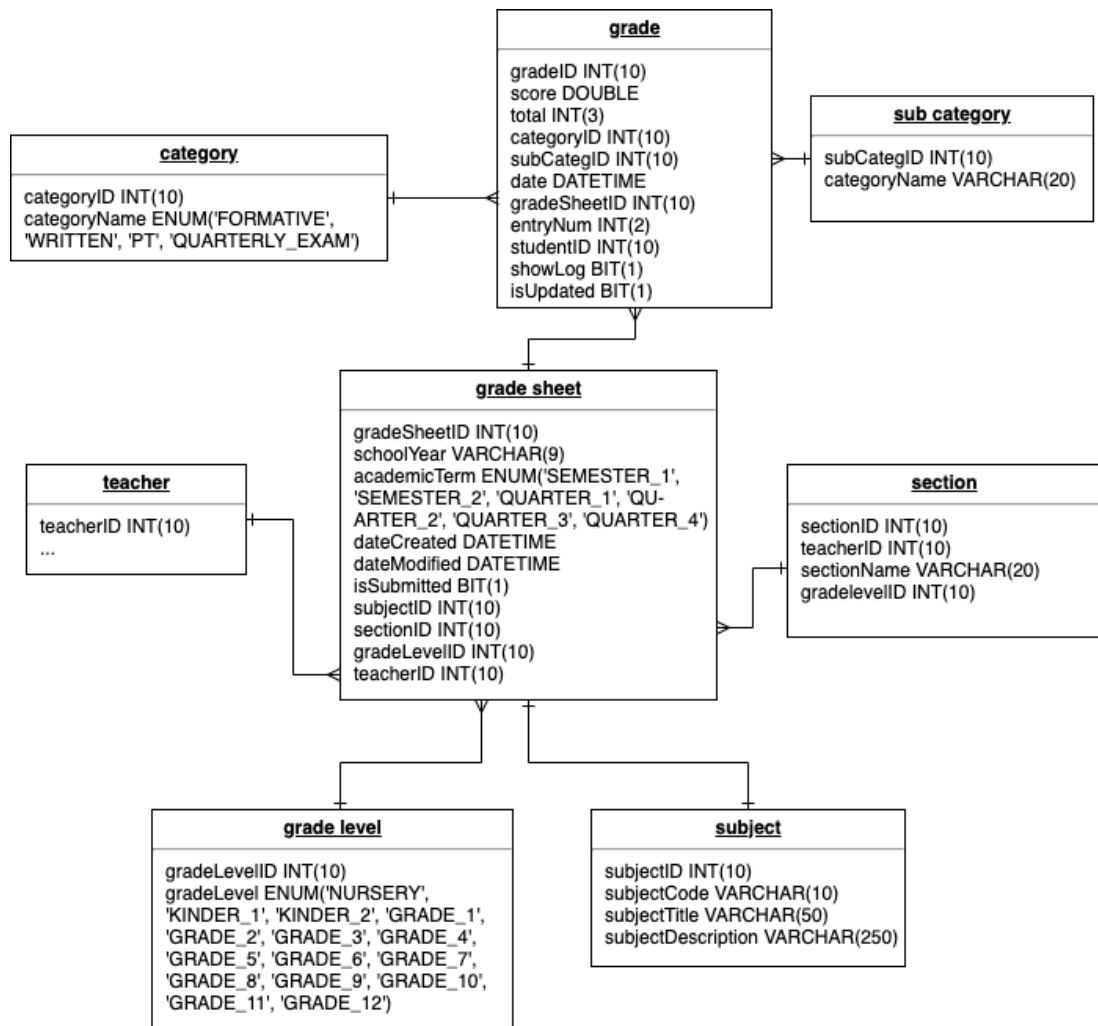 grade
gradeID INT(10)
score DOUBLE
total INT(3)
categoryID INT(10)
subCategID INT(10)
date DATETIME
gradeSheetID INT(10)
entryNum INT(2)
studentID INT(10)
showLog BIT(1)
isUpdated BIT(1)
sub category
subCategID INT(10)
categoryName VARCHAR(20)
category
categoryID INT(10)
categoryName ENUM('FORMATIVE',
'WRITTEN', 'PT', 'QUARTERLY_EXAM')
grade sheet
gradeSheetID INT(10)
schoolYear VARCHAR(9)
academicTerm ENUM('SEMESTER_1',
'SEMESTER_2', 'QUARTER_1', 'QU-
ARTER_2', 'QUARTER_3', 'QUARTER_4')
dateCreated DATETIME
dateModified DATETIME
isSubmitted BIT(1)
subjectID INT(10)
sectionID INT(10)
gradeLevelID INT(10)
teacherID INT(10)
teacher
teacherID INT(10)
...
section
sectionID INT(10)
teacherID INT(10)
sectionName VARCHAR(20)
gradelevelID INT(10)
grade level
gradeLevelID INT(10)
gradeLevel ENUM('NURSERY',
'KINDER_1', 'KINDER_2', 'GRADE_1',
'GRADE_2', 'GRADE_3', 'GRADE_4',
'GRADE_5', 'GRADE_6', 'GRADE_7',
'GRADE_8', 'GRADE_9', 'GRADE_10',
'GRADE_11', 'GRADE_12')
subject
subjectID INT(10)
subjectCode VARCHAR(10)
subjectTitle VARCHAR(50)
subjectDescription VARCHAR(250)